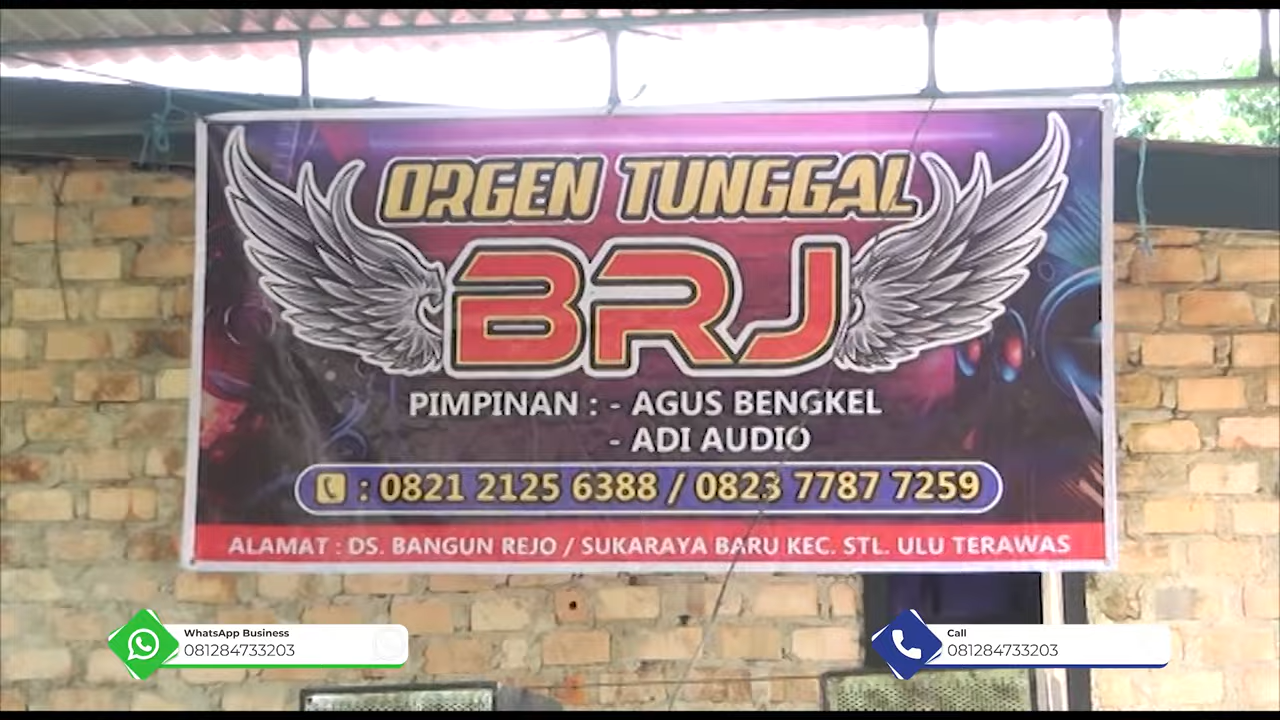 ORGEN TUNGGAL
BRJ
PIMPINAN : - AGUS BENGKEL
- ADI AUDIO
: 0821 2125 6388 / 0823 7787 7259
ALAMAT : DS. BANGUN REJO / SUKARAYA BARU KEC. STL. ULU TERAWAS
WhatsApp Business
081284733203
Call
081284733203